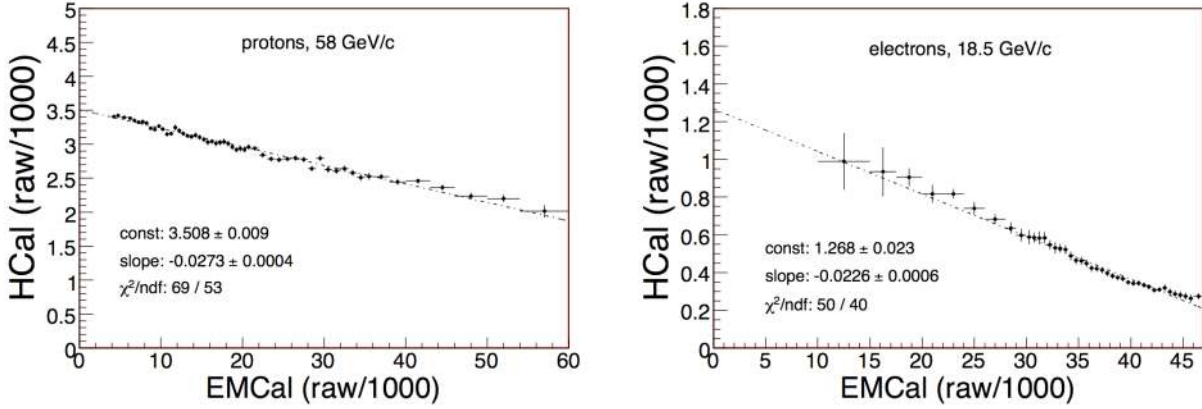 HCal (raw/1000)
5
4.5
4
3.5
3
2.5
2
1.5
1
0.5
0
protons, 58 GeV/c
const: 3.508 ± 0.009
slope: -0.0273 ± 0.0004
χ²/ndf: 69 / 53
0 10 20 30 40 50 60
EMCal (raw/1000)
HCal (raw/1000)
1.8
1.6
1.4
1.2
1
0.8
0.6
0.4
0.2
0
electrons, 18.5 GeV/c
const: 1.268 ± 0.023
slope: -0.0226 ± 0.0006
χ²/ndf: 50 / 40
0 5 10 15 20 25 30 35 40 45
EMCal (raw/1000)